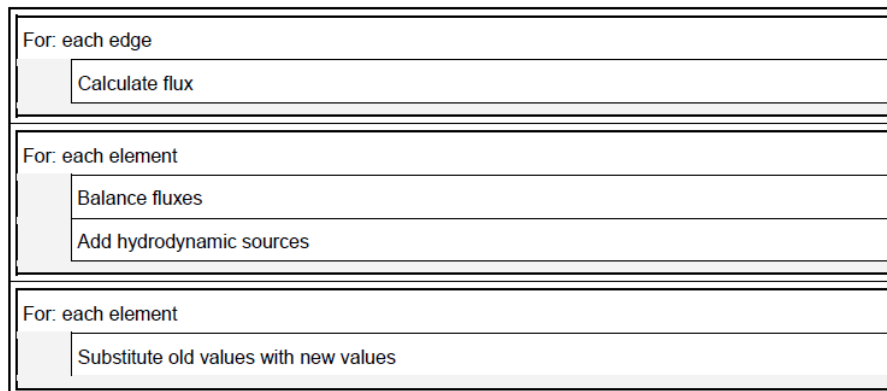 For: each edge
Calculate flux
For: each element
Balance fluxes
Add hydrodynamic sources
For: each element
Substitute old values with new values